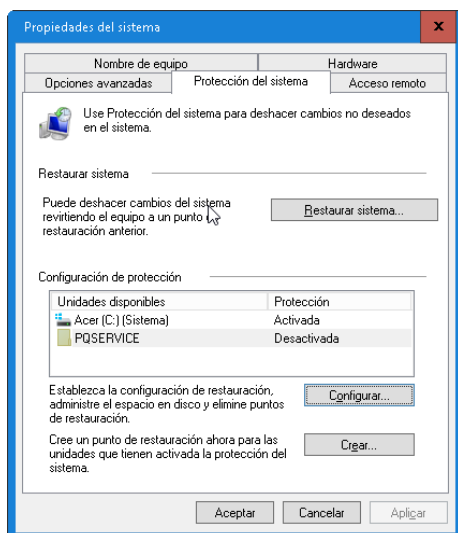 Propiedades del sistema
x
Nombre de equipo
Hardware
Opciones avanzadas
Protección del sistema
Acceso remoto
Use Protección del sistema para deshacer cambios no deseados
en el sistema.
Restaurar sistema
Puede deshacer cambios del sistema
revirtiendo el equipo a un punto
restauración anterior.
Restaurar sistema...
Configuración de protección
Unidades disponibles
Protección
Acer (C:) (Sistema)
Activada
PQSERVICE
Desactivada
Establezca la configuración de restauración,
administre el espacio en disco y elimine puntos
de restauración.
Configurar...
Cree un punto de restauración ahora para las
unidades que tienen activada la protección del
sistema.
Crear...
Aceptar
Cancelar
Aplicar